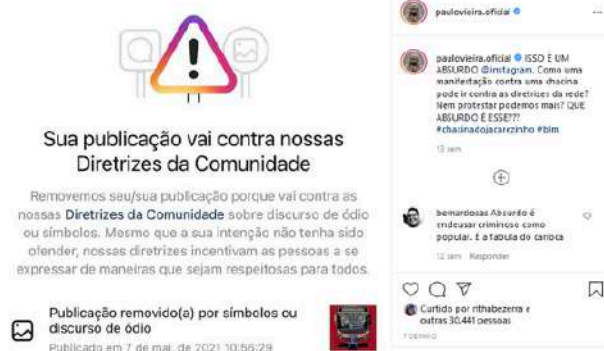 Sua publicação vai contra nossas
Diretrizes da Comunidade
Removemos seu/sua publicação porque vai contra as
nossas Diretrizes da Comunidade sobre discurso de ódio
ou símbolos. Mesmo que a sua intenção não tenha sido
ofender, nossas diretrizes incentivam as pessoas a se
expressar de maneiras que sejam respeitosas para todos.
Publicação removido(a) por símbolos ou
discurso de ódio
Publicado em 7 de mai. de 2021 10:56:29
paulovieira.oficial
paulovieira.oficial ISSO É UM
ABSURDO @instagram. Como uma
manifestação contra uma chacina
pode ir contra as diretrizes da rede?
Nem protestar podemos mais? QUE
ABSURDO É ESSE???
#chacinadojacarezinho #blm
13 sem
bernardosas Absurdo é
endeusar criminoso como
popular. É a fabula do carioca
12 sem Responder
Curtido por rithabezerra e
outras 30.441 pessoas
7 DE MAIO